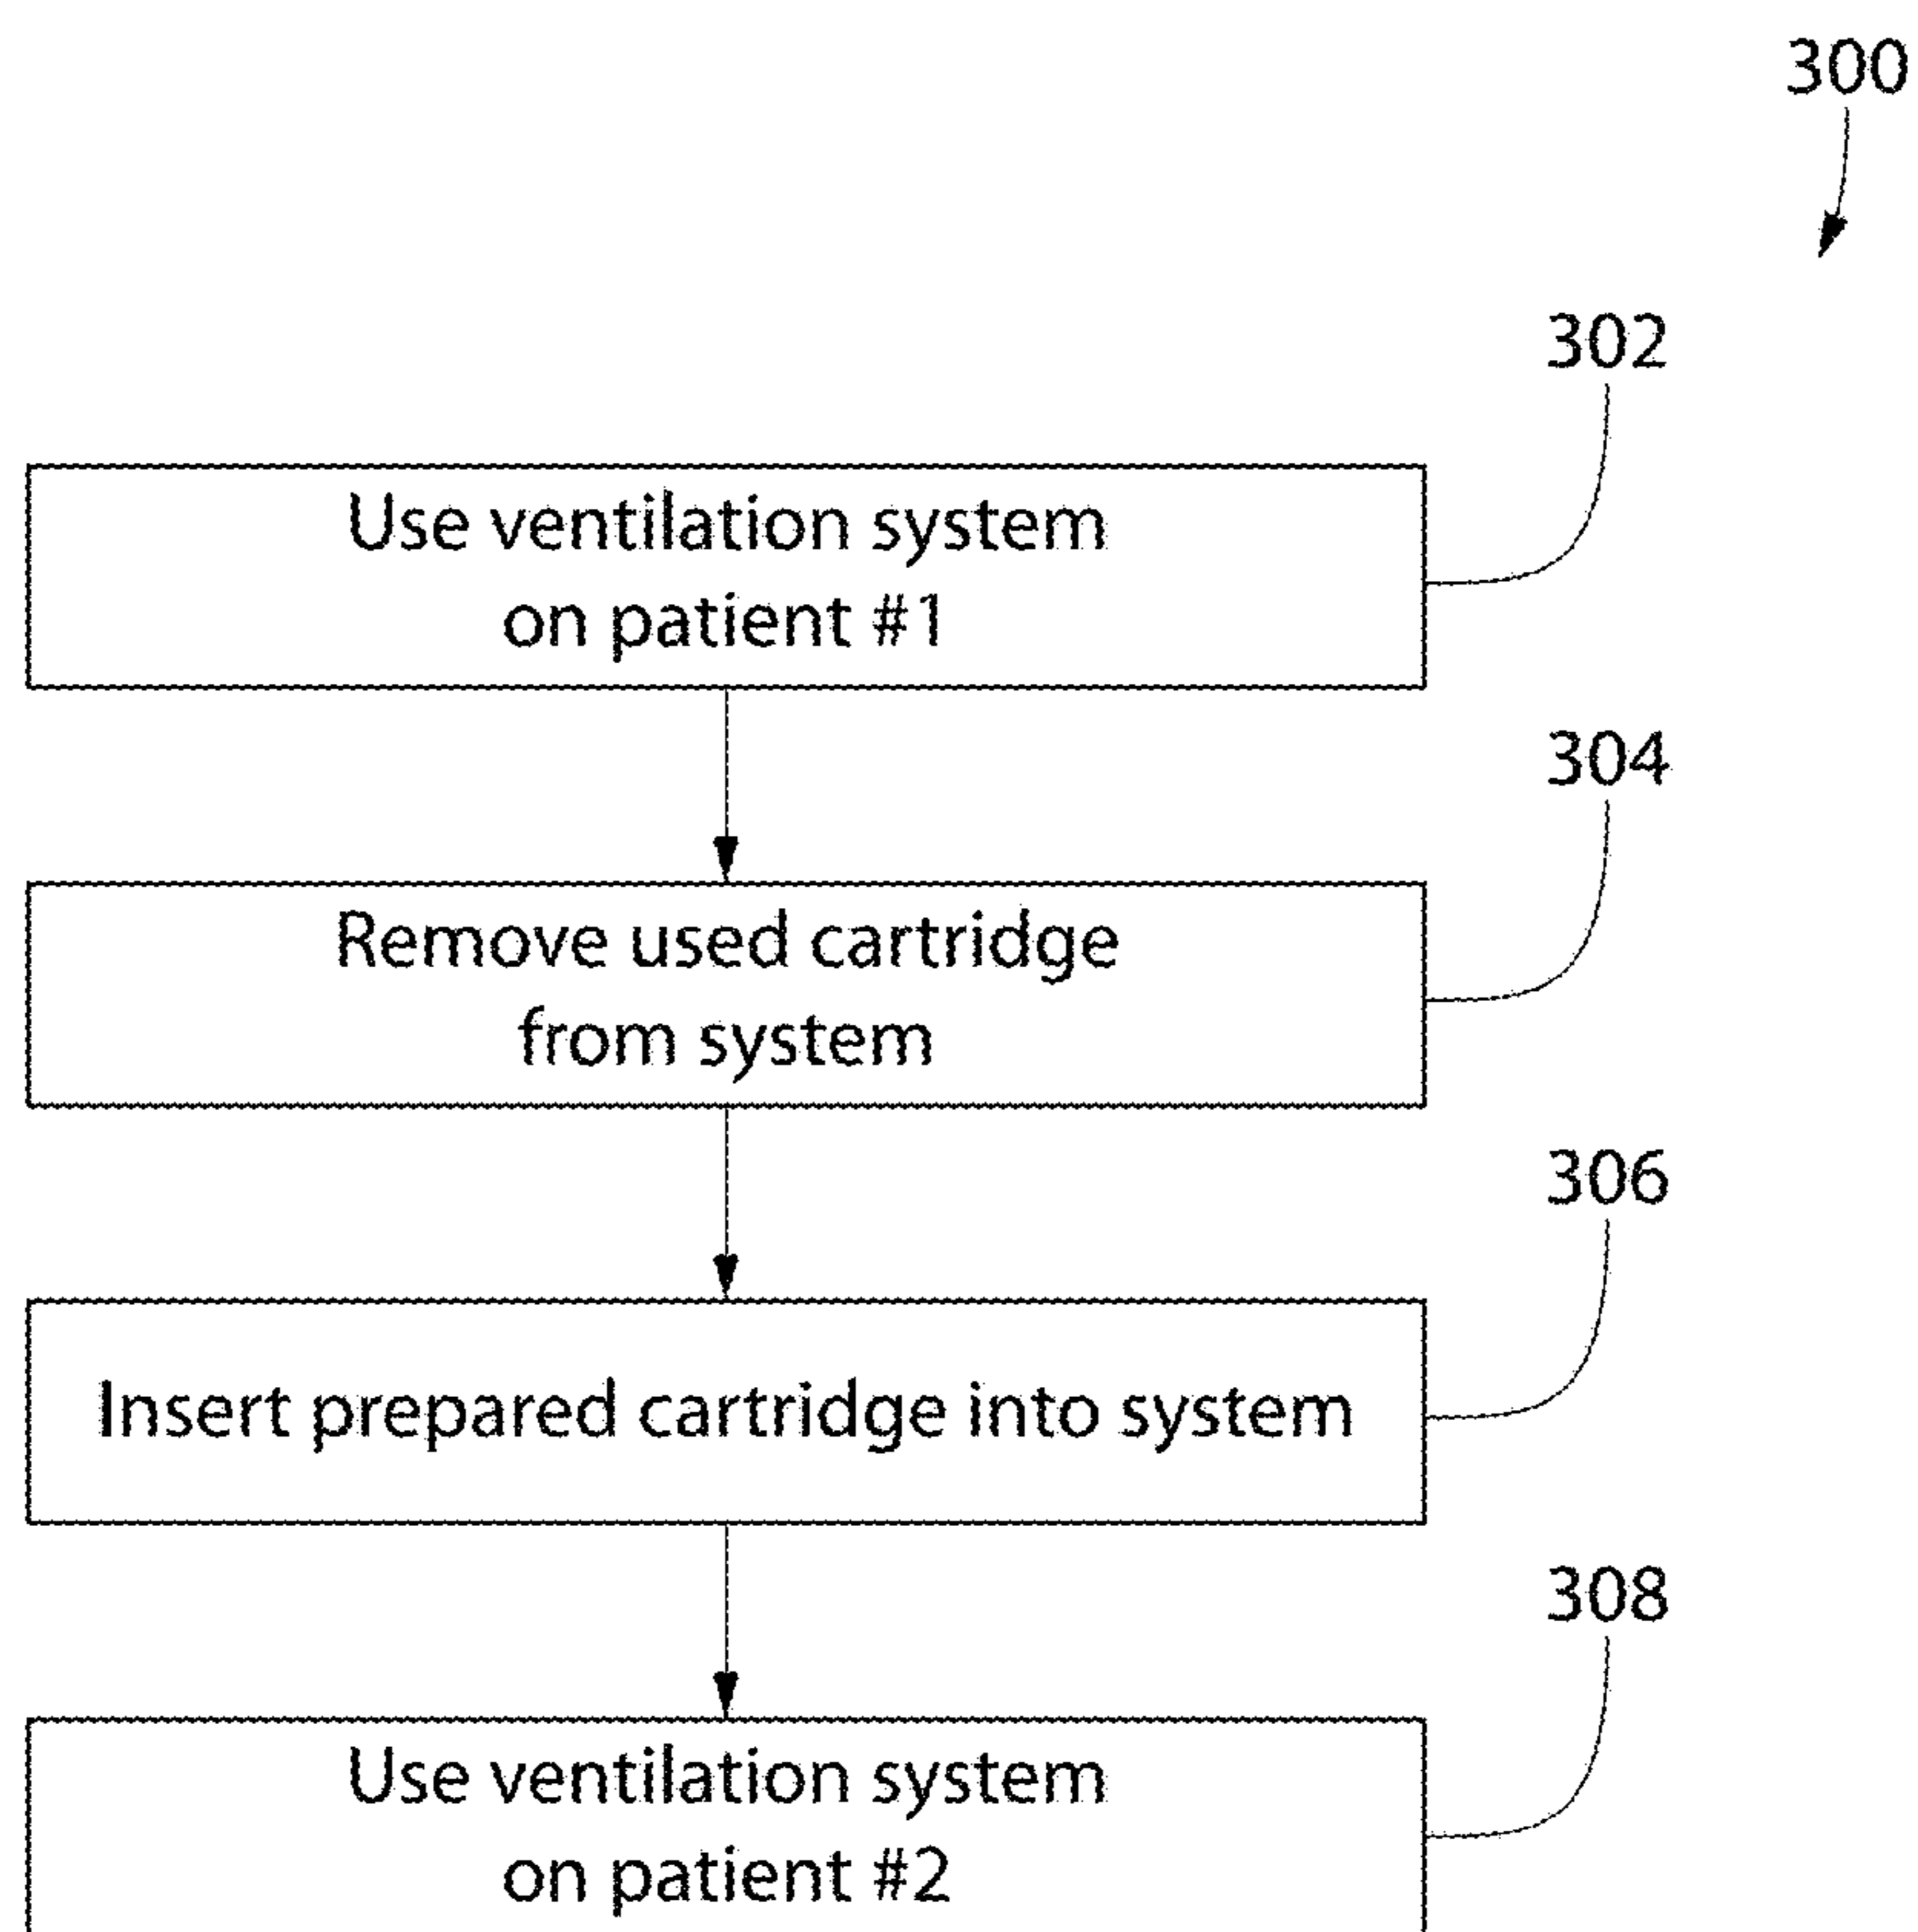 300
302
Use ventilation system
on patient #1
304
Remove used cartridge
from system
306
Insert prepared cartridge into system
308
Use ventilation system
on patient #2